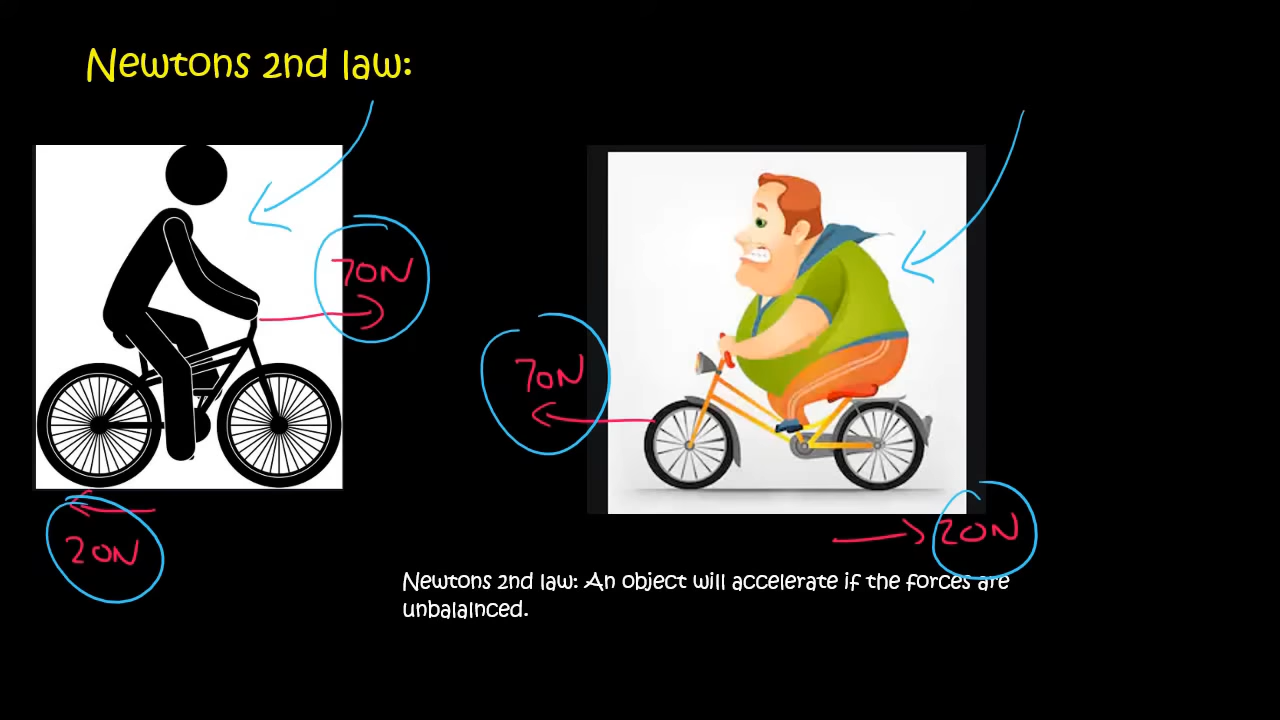 Newtons 2nd law:
70N
70N
20N
20N
Newtons 2nd law: An object will accelerate if the forces are
unbalalnced.